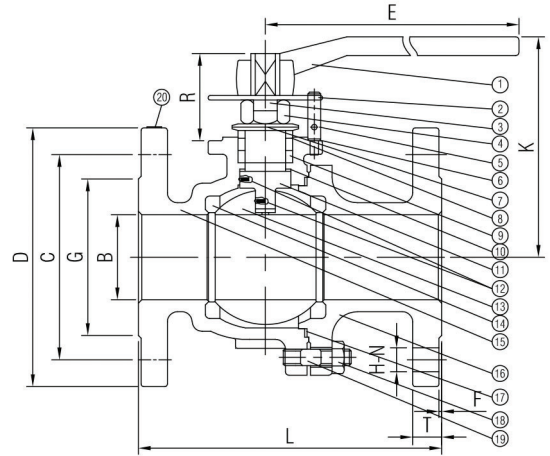 E
①
②
③
④
⑤
⑥
⑦
⑧
⑨
⑩
⑪
⑫
⑬
⑭
⑮
⑯
⑰
⑱
⑲
⑳
R
K
D
C
G
B
H-N
F
T
L